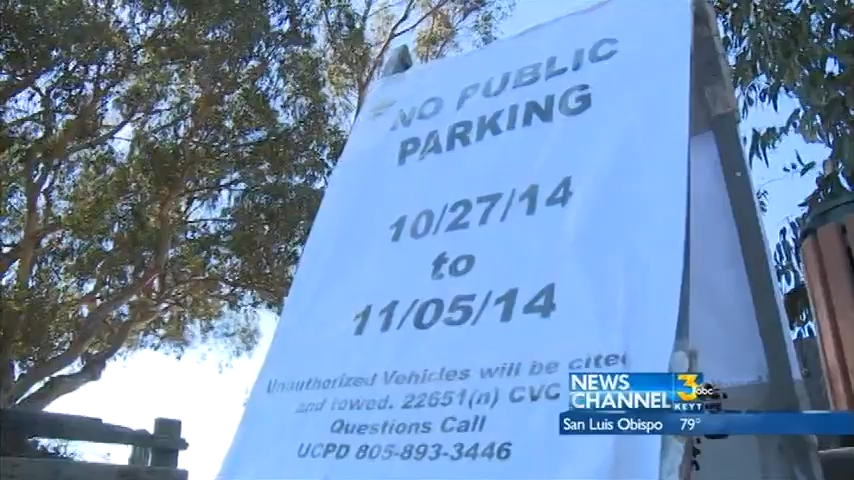 NO PUBLIC
PARKING
10/27/14
to
11/05/14
Unauthorized Vehicles will be cited
and towed. 22651(n) CVC
Questions Call
UCPD 805-893-3446
NEWS 3 abc
CHANNEL KEYT
San Luis Obispo 79°